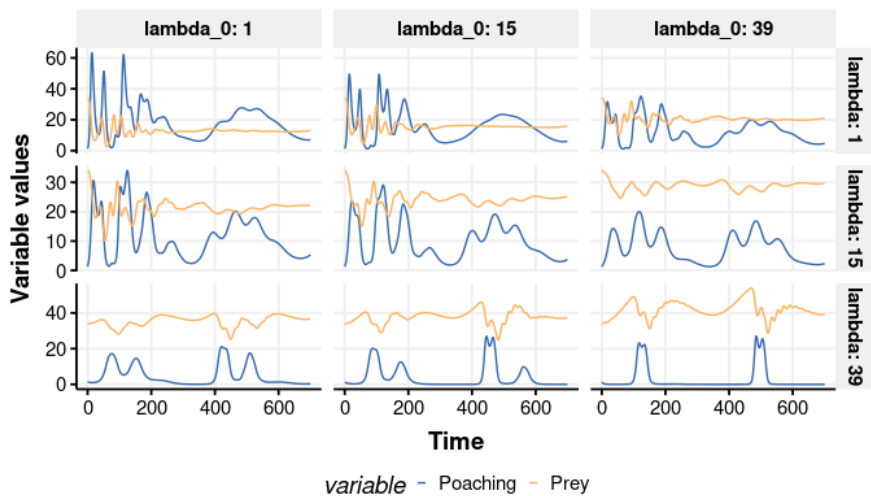 lambda_0: 1 lambda_0: 15 lambda_0: 39
60
40
20
0
lambda: 1
30
20
10
0
lambda: 15
40
20
0
lambda: 39
0 200 400 600 0 200 400 600 0 200 400 600
Variable values
Time
variable Poaching Prey